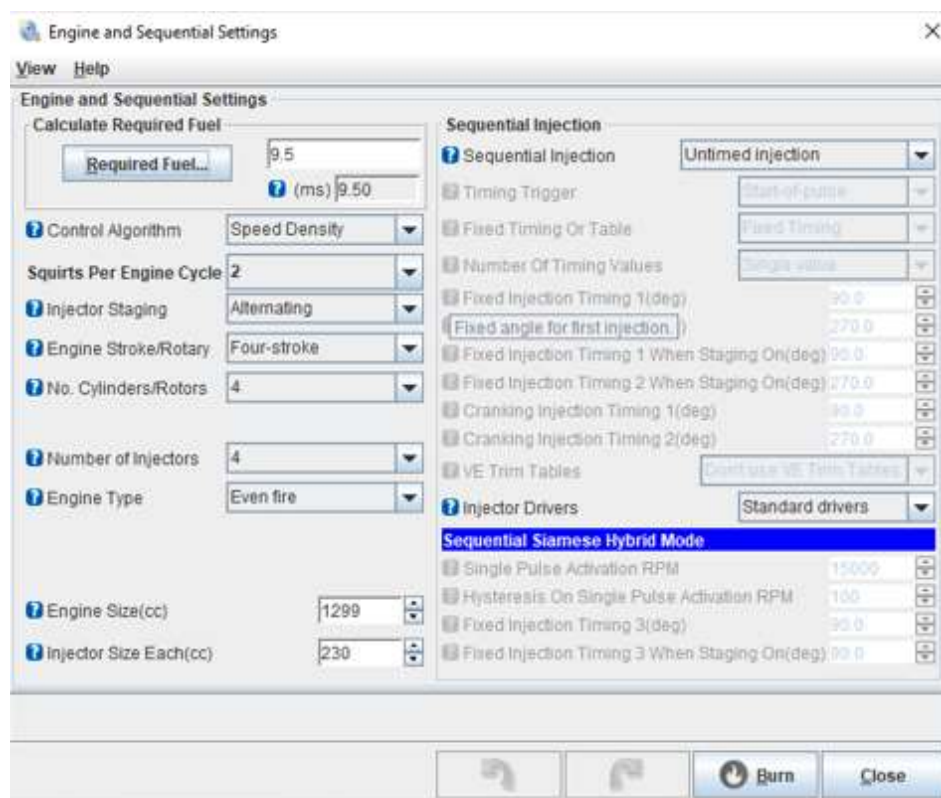 Engine and Sequential Settings
View Help
Engine and Sequential Settings
Calculate Required Fuel
Required Fuel...
9.5
(ms) 9.50
Control Algorithm Speed Density
Squirts Per Engine Cycle 2
Injector Staging Alternating
Engine Stroke/Rotary Four-stroke
No. Cylinders/Rotors 4
Number of Injectors 4
Engine Type Even fire
Engine Size(cc) 1299
Injector Size Each(cc) 230
Sequential Injection
Sequential Injection Untimed injection
Timing Trigger Start-of-pulse
Fixed Timing Or Table Fixed Timing
Number Of Timing Values Single value
Fixed Injection Timing 1(deg) 90.0
Fixed angle for first injection. ) 270.0
Fixed Injection Timing 1 When Staging On(deg) 90.0
Fixed Injection Timing 2 When Staging On(deg) 270.0
Cranking Injection Timing 1(deg) 90.0
Cranking Injection Timing 2(deg) 270.0
VE Trim Tables Don't use VE Trim Tables
Injector Drivers Standard drivers
Sequential Siamese Hybrid Mode
Single Pulse Activation RPM 15000
Hysteresis On Single Pulse Activation RPM 100
Fixed Injection Timing 3(deg) 90.0
Fixed Injection Timing 3 When Staging On(deg) 90.0
Burn Close